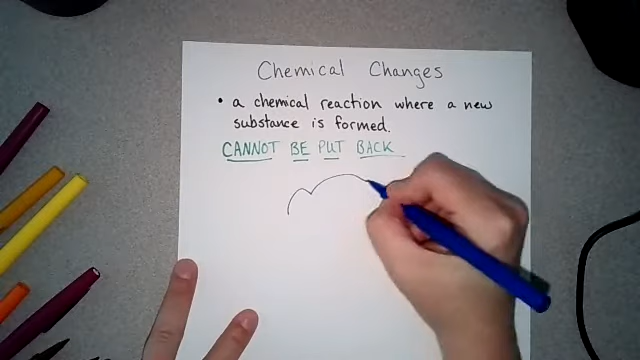 Chemical Changes
• a chemical reaction where a new
substance is formed.
CANNOT BE PUT BACK